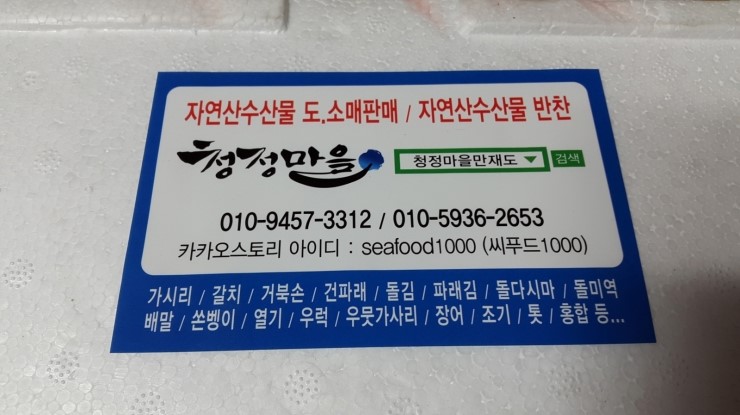 자연산수산물 도.소매판매 / 자연산수산물 반찬
청정마을 청정마을만재도 검색
010-9457-3312 / 010-5936-2653
카카오스토리 아이디 : seafood1000 (씨푸드1000)
가시리 / 갈치 / 거북손 / 건파래 / 돌김 / 파래김 / 돌다시마 / 돌미역
배말 / 쏜벵이 / 열기 / 우럭 / 우뭇가사리 / 장어 / 조기 / 톳 / 홍합 등...